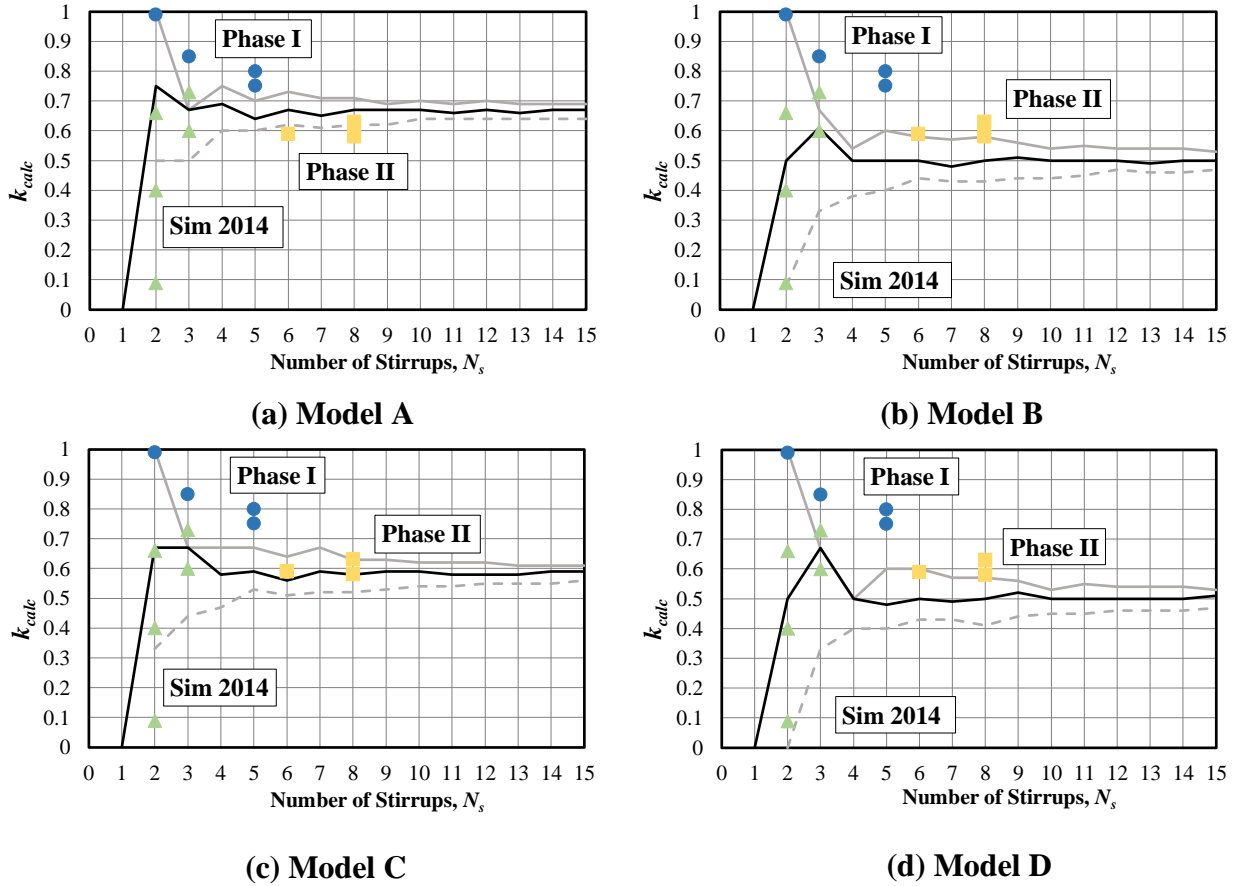 1
0.9
0.8
0.7
0.6
0.5
0.4
0.3
0.2
0.1
0
k_calc
Phase I
Phase II
Sim 2014
0 1 2 3 4 5 6 7 8 9 10 11 12 13 14 15
Number of Stirrups, N_s
(a) Model A
1
0.9
0.8
0.7
0.6
0.5
0.4
0.3
0.2
0.1
0
k_calc
Phase I
Phase II
Sim 2014
0 1 2 3 4 5 6 7 8 9 10 11 12 13 14 15
Number of Stirrups, N_s
(b) Model B
1
0.9
0.8
0.7
0.6
0.5
0.4
0.3
0.2
0.1
0
k_calc
Phase I
Phase II
Sim 2014
0 1 2 3 4 5 6 7 8 9 10 11 12 13 14 15
Number of Stirrups, N_s
(c) Model C
1
0.9
0.8
0.7
0.6
0.5
0.4
0.3
0.2
0.1
0
k_calc
Phase I
Phase II
Sim 2014
0 1 2 3 4 5 6 7 8 9 10 11 12 13 14 15
Number of Stirrups, N_s
(d) Model D